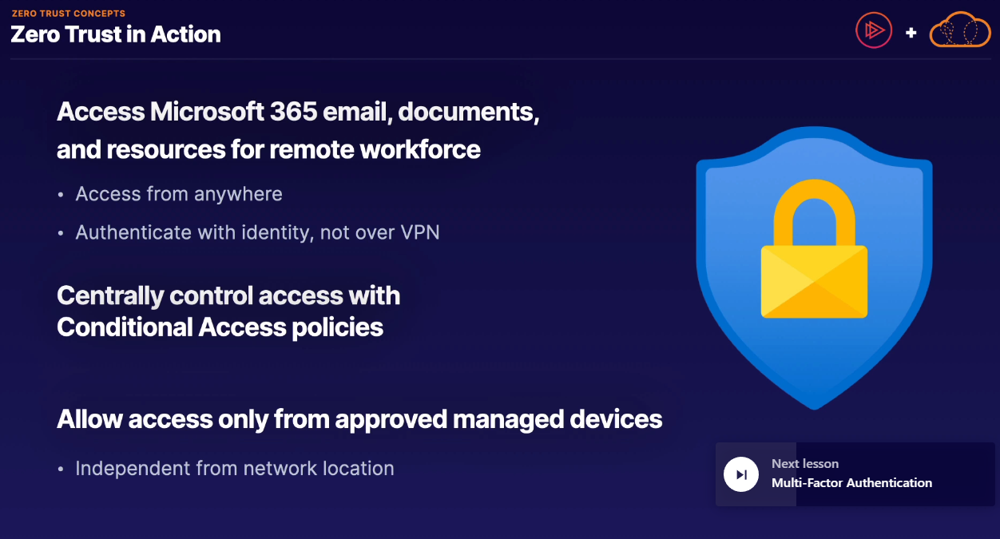 ZERO TRUST CONCEPTS
Zero Trust in Action
+
Access Microsoft 365 email, documents,
and resources for remote workforce
• Access from anywhere
• Authenticate with identity, not over VPN
Centrally control access with
Conditional Access policies
Allow access only from approved managed devices
• Independent from network location
Next lesson
Multi-Factor Authentication